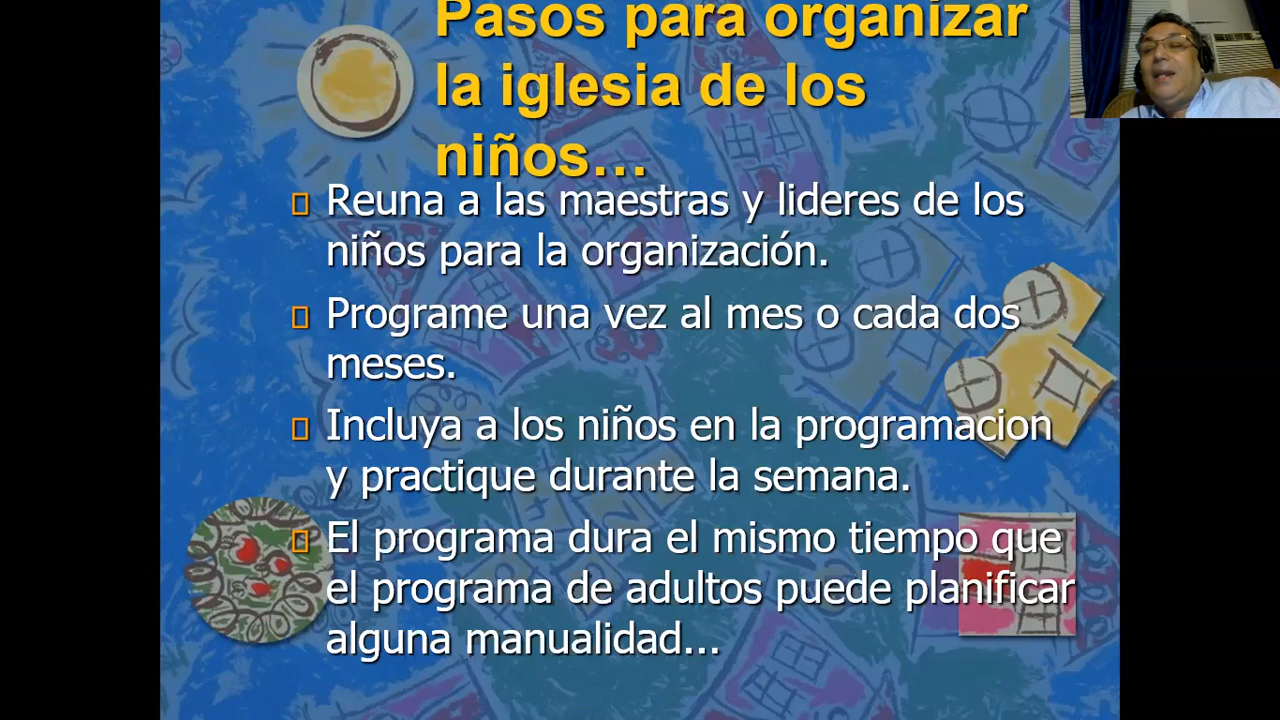 Pasos para organizar
la iglesia de los
niños...
Reuna a las maestras y lideres de los
niños para la organización.
Programe una vez al mes o cada dos
meses.
Incluya a los niños en la programacion
y practique durante la semana.
El programa dura el mismo tiempo que
el programa de adultos puede planificar
alguna manualidad...